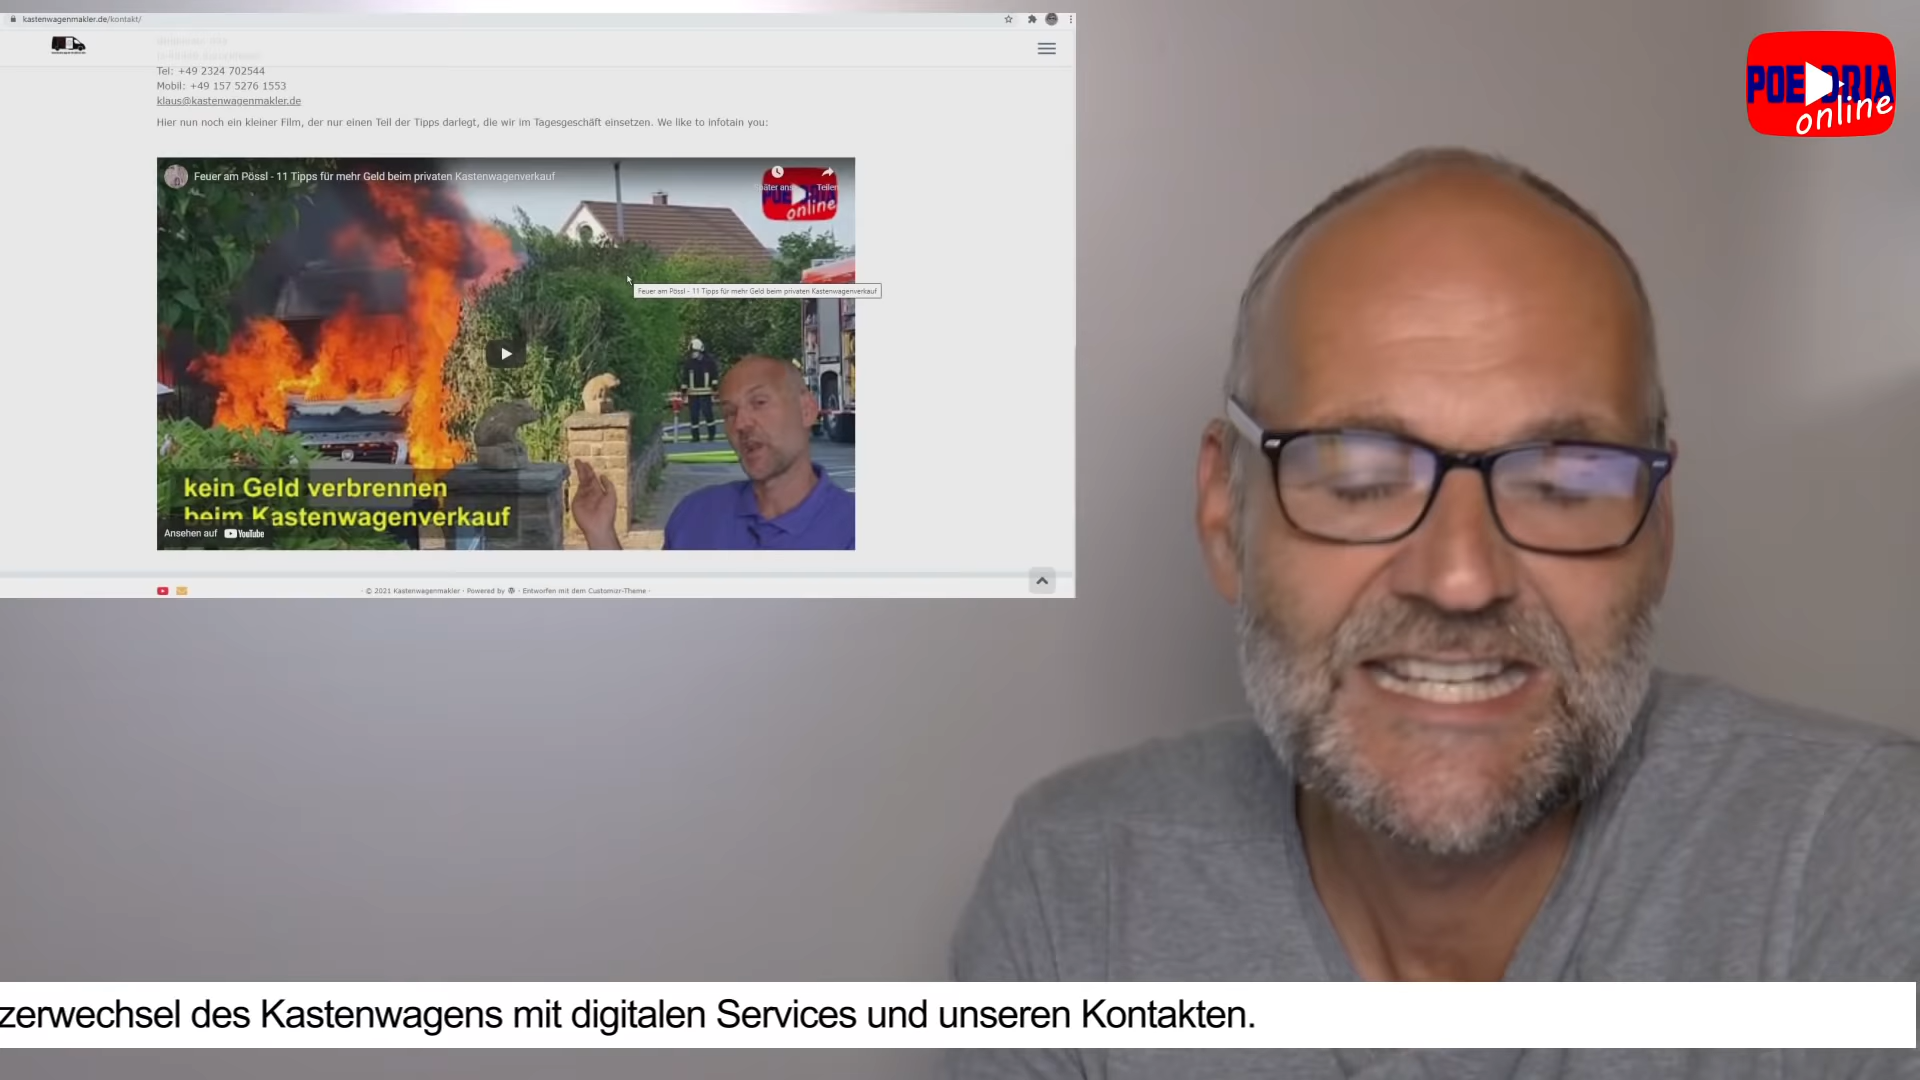 kastenwagenmakler.de/kontakt/
Tel: +49 2324 702544
Mobil: +49 157 5276 1553
klaus@kastenwagenmakler.de
Hier nun noch ein kleiner Film, der nur einen Teil der Tipps darlegt, die wir im Tagesgeschäft einsetzen. We like to infotain you:
Feuer am Pössl - 11 Tipps für mehr Geld beim privaten Kastenwagenverkauf
Später ans
Teilen
online
Feuer am Pössl - 11 Tipps für mehr Geld beim privaten Kastenwagenverkauf
kein Geld verbrennen
beim Kastenwagenverkauf
Ansehen auf YouTube
· © 2021 Kastenwagenmakler · Powered by · Entworfen mit dem Customizr-Theme ·
online
zerwechsel des Kastenwagens mit digitalen Services und unseren Kontakten.